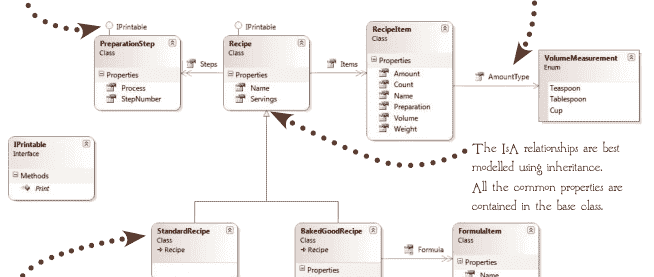 IPrintable
IPrintable
PreparationStep
Class
Properties
Process
StepNumber
Steps
Recipe
Class
Properties
Name
Servings
Items
RecipeItem
Class
Properties
Amount
Count
Name
Preparation
Volume
Weight
AmountType
VolumeMeasurement
Enum
Teaspoon
Tablespoon
Cup
IPrintable
Interface
Methods
Print
The IsA relationships are best
modelled using inheritance.
All the common properties are
contained in the base class.
StandardRecipe
Class
Recipe
BakedGoodRecipe
Class
Recipe
Properties
Formula
FormulaItem
Class
Properties
Name